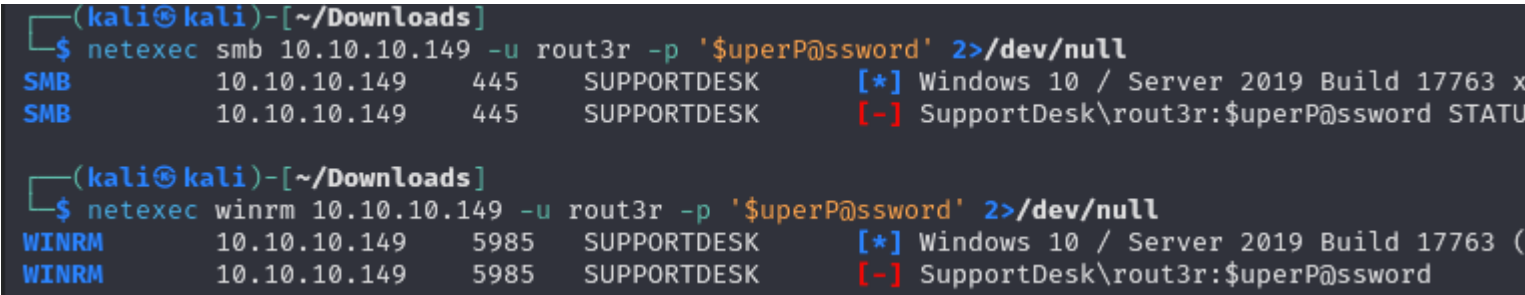 ┌──(kali㉿kali)-[~/Downloads]
└─$ netexec smb 10.10.10.149 -u rout3r -p '$uperP@ssword' 2>/dev/null
SMB 10.10.10.149 445 SUPPORTDESK [*] Windows 10 / Server 2019 Build 17763 x
SMB 10.10.10.149 445 SUPPORTDESK [-] SupportDesk\rout3r:$uperP@ssword STATU
┌──(kali㉿kali)-[~/Downloads]
└─$ netexec winrm 10.10.10.149 -u rout3r -p '$uperP@ssword' 2>/dev/null
WINRM 10.10.10.149 5985 SUPPORTDESK [*] Windows 10 / Server 2019 Build 17763 (
WINRM 10.10.10.149 5985 SUPPORTDESK [-] SupportDesk\rout3r:$uperP@ssword